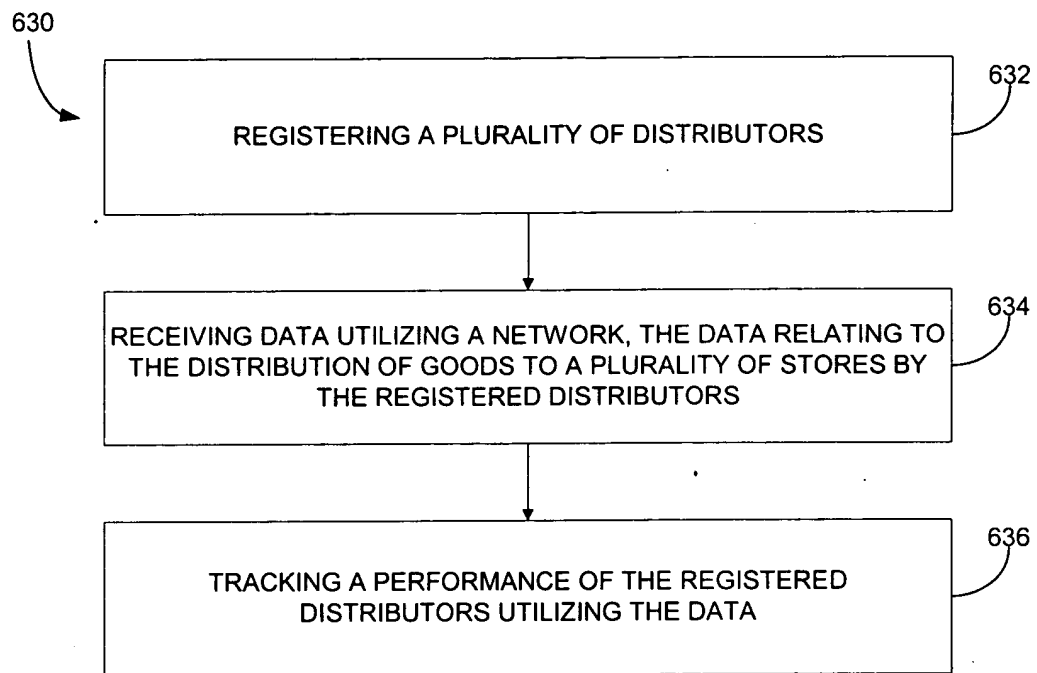 630
632
REGISTERING A PLURALITY OF DISTRIBUTORS
634
RECEIVING DATA UTILIZING A NETWORK, THE DATA RELATING TO
THE DISTRIBUTION OF GOODS TO A PLURALITY OF STORES BY
THE REGISTERED DISTRIBUTORS
636
TRACKING A PERFORMANCE OF THE REGISTERED
DISTRIBUTORS UTILIZING THE DATA